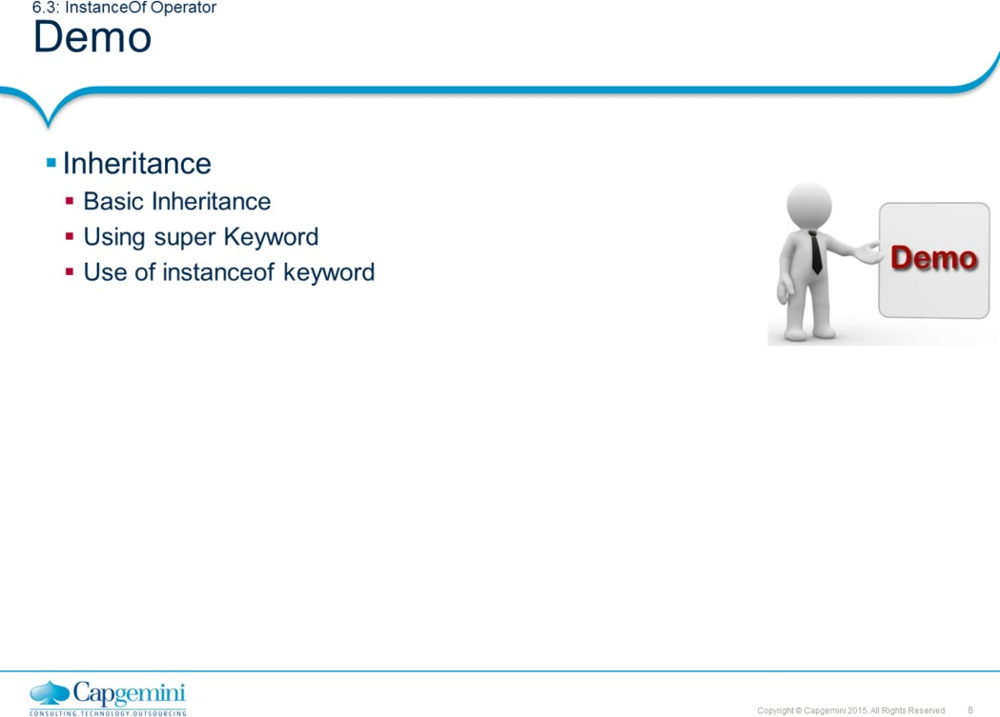 6.3: InstanceOf Operator
Demo
Inheritance
Basic Inheritance
Using super Keyword
Use of instanceof keyword
Demo
Capgemini
CONSULTING.TECHNOLOGY.OUTSOURCING
Copyright © Capgemini 2015. All Rights Reserved 8